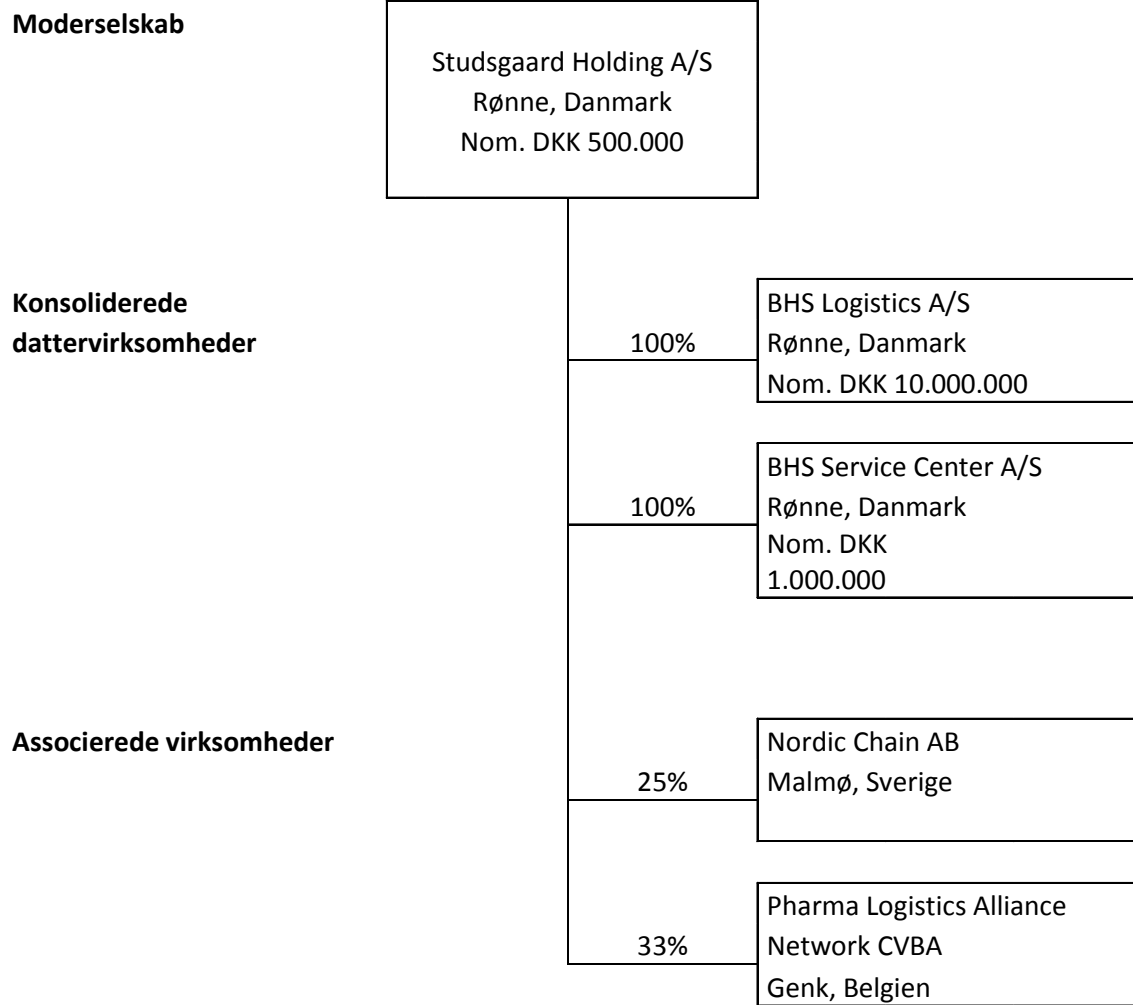 Moderselskab
Studsgaard Holding A/S
Rønne, Danmark
Nom. DKK 500.000
Konsoliderede
dattervirksomheder
100%
BHS Logistics A/S
Rønne, Danmark
Nom. DKK 10.000.000
100%
BHS Service Center A/S
Rønne, Danmark
Nom. DKK
1.000.000
Associerede virksomheder
25%
Nordic Chain AB
Malmø, Sverige
33%
Pharma Logistics Alliance
Network CVBA
Genk, Belgien